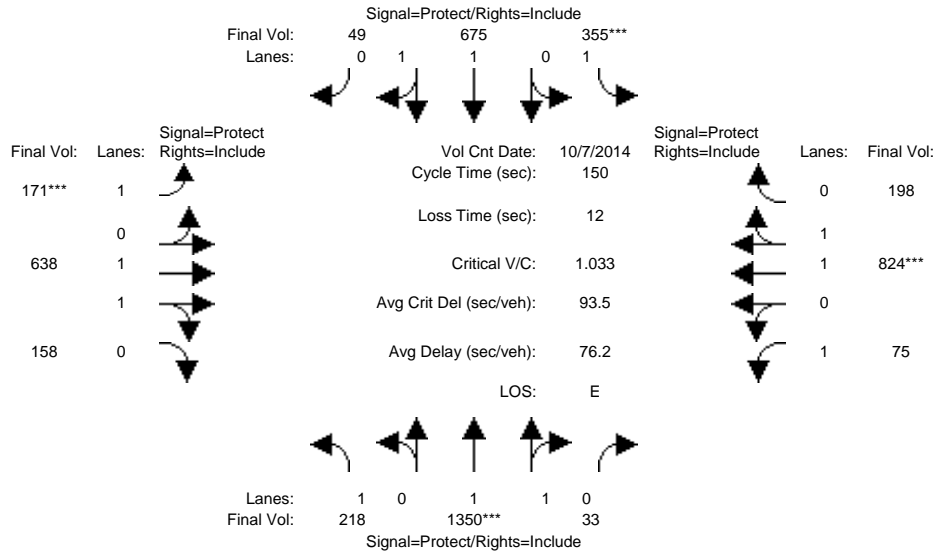 Signal=Protect/Rights=Include
Final Vol: 49 675 355***
Lanes: 0 1 1 0 1
Signal=Protect Signal=Protect
Final Vol: Lanes: Rights=Include Vol Cnt Date: 10/7/2014 Rights=Include Lanes: Final Vol:
Cycle Time (sec): 150
171*** 1 0 198
Loss Time (sec): 12
0 1
638 1 Critical V/C: 1.033 1 824***
1 Avg Crit Del (sec/veh): 93.5 0
158 0 Avg Delay (sec/veh): 76.2 1 75
LOS: E
Lanes: 1 0 1 1 0
Final Vol: 218 1350*** 33
Signal=Protect/Rights=Include